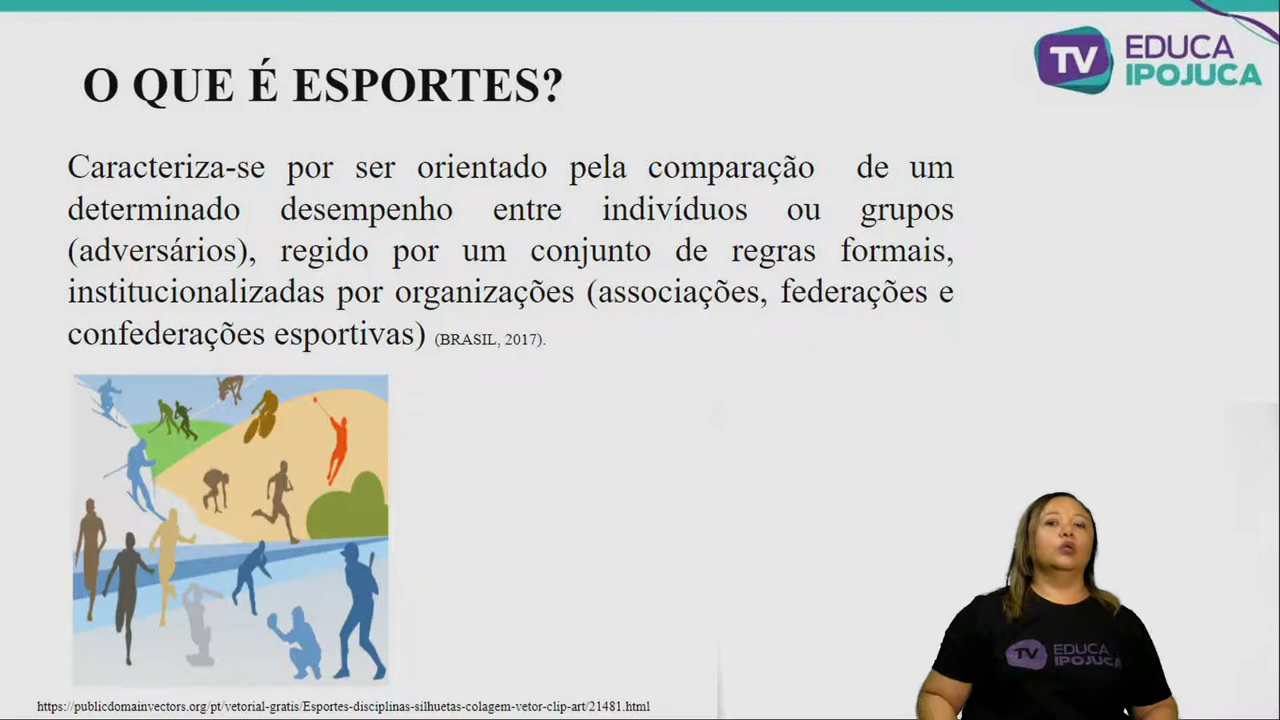 O QUE É ESPORTES?
TV EDUCA
IPOJUCA
Caracteriza-se por ser orientado pela comparação de um
determinado desempenho entre indivíduos ou grupos
(adversários), regido por um conjunto de regras formais,
institucionalizadas por organizações (associações, federações e
confederações esportivas) (BRASIL, 2017).
TV EDUCA
IPOJUCA
https://publicdomainvectors.org/pt/vetorial-gratis/Esportes-disciplinas-silhuetas-colagem-vetor-clip-art/21481.html